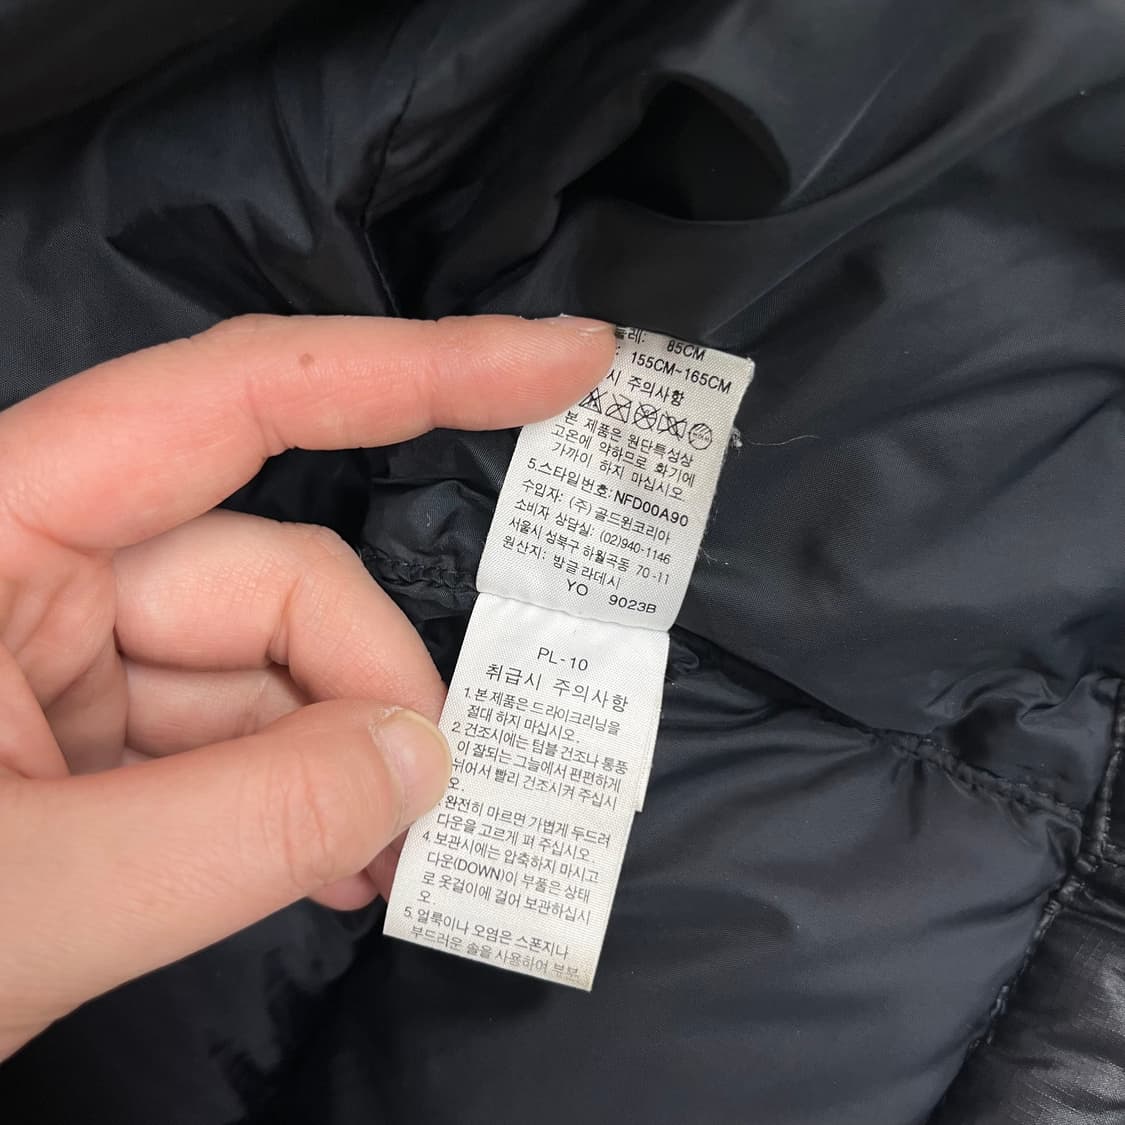 둘레: 85CM
: 155CM~165CM
시 주의사항
본 제품은 원단특성상
고온에 약하므로 화기에
가까이 하지 마십시오
5.스타일번호:NFD00A90
수입자: (주)골드윈코리아
소비자 상담실: (02)940-1146
서울시 성북구 하월곡동 70-11
원산지: 방글라데시
YO 9023B
PL-10
취급시 주의사항
1. 본 제품은 드라이크리닝을
절대 하지 마십시오.
2. 건조시에는 텀블 건조나 통풍
이 잘되는 그늘에서 편편하게
뉘어서 빨리 건조시켜 주십시
오.
완전히 마르면 가볍게 두드려
다운을 고르게 펴 주십시오.
4. 보관시에는 압축하지 마시고
다운(DOWN)이 부풀은 상태
로 옷걸이에 걸어 보관하십시
오.
5. 얼룩이나 오염은 스폰지나
부드러운 솔을 사용하여 부분